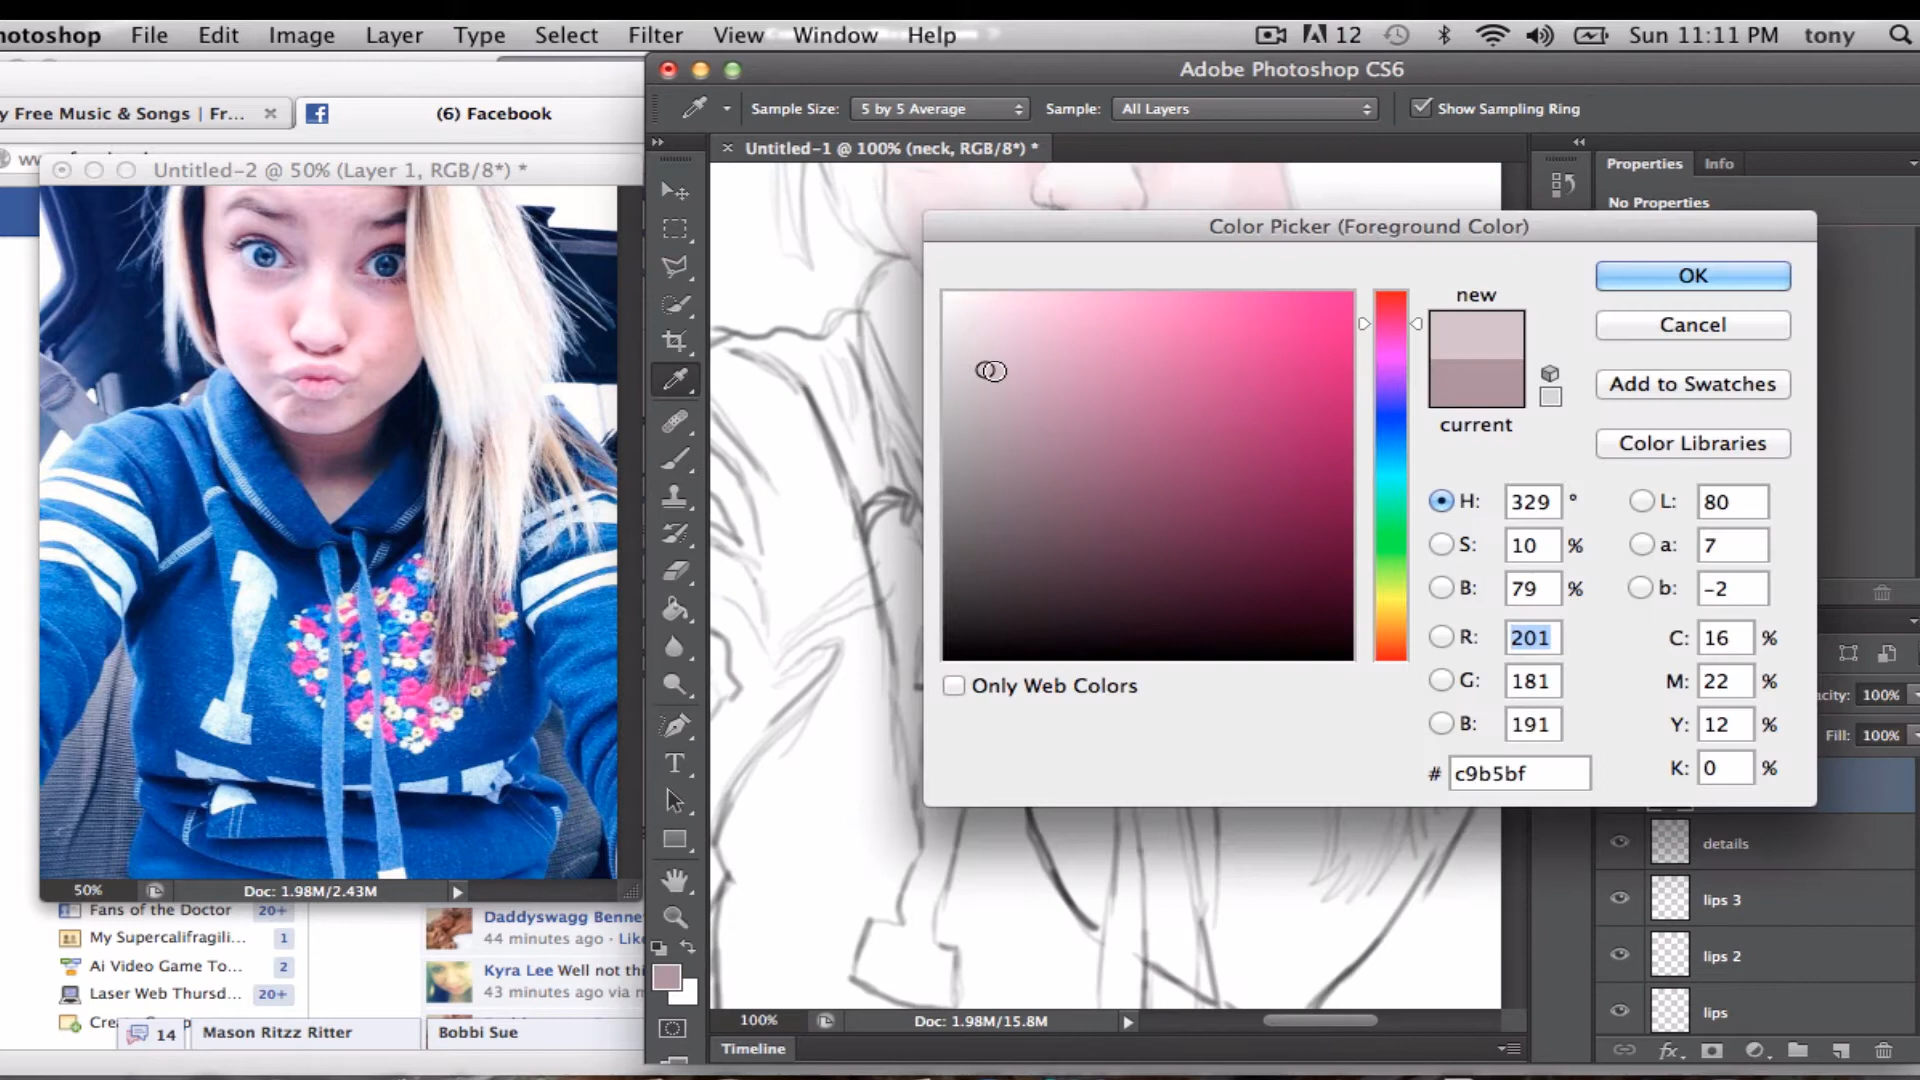 hotoshop File Edit Image Layer Type Select Filter View Window Help 12 Sun 11:11 PM tony
Adobe Photoshop CS6
Sample Size: 5 by 5 Average Sample: All Layers Show Sampling Ring
y Free Music & Songs | Fr... (6) Facebook
Untitled-1 @ 100% (neck, RGB/8*) *
Untitled-2 @ 50% (Layer 1, RGB/8*) *
Properties Info
No Properties
Color Picker (Foreground Color)
new
current
OK
Cancel
Add to Swatches
Color Libraries
H: 329 ° L: 80
S: 10 % a: 7
B: 79 % b: -2
R: 201 C: 16 %
G: 181 M: 22 %
B: 191 Y: 12 %
# c9b5bf K: 0 %
Only Web Colors
acity: 100%
Fill: 100%
details
lips 3
lips 2
lips
50% Doc: 1.98M/2.43M
Fans of the Doctor 20+
My Supercalifragili... 1
Ai Video Game To... 2
Laser Web Thursd... 20+
14 Mason Ritzz Ritter Bobbi Sue
Daddyswagg Benne
44 minutes ago · Like
Kyra Lee Well not thi
43 minutes ago via m
100% Doc: 1.98M/15.8M
Timeline